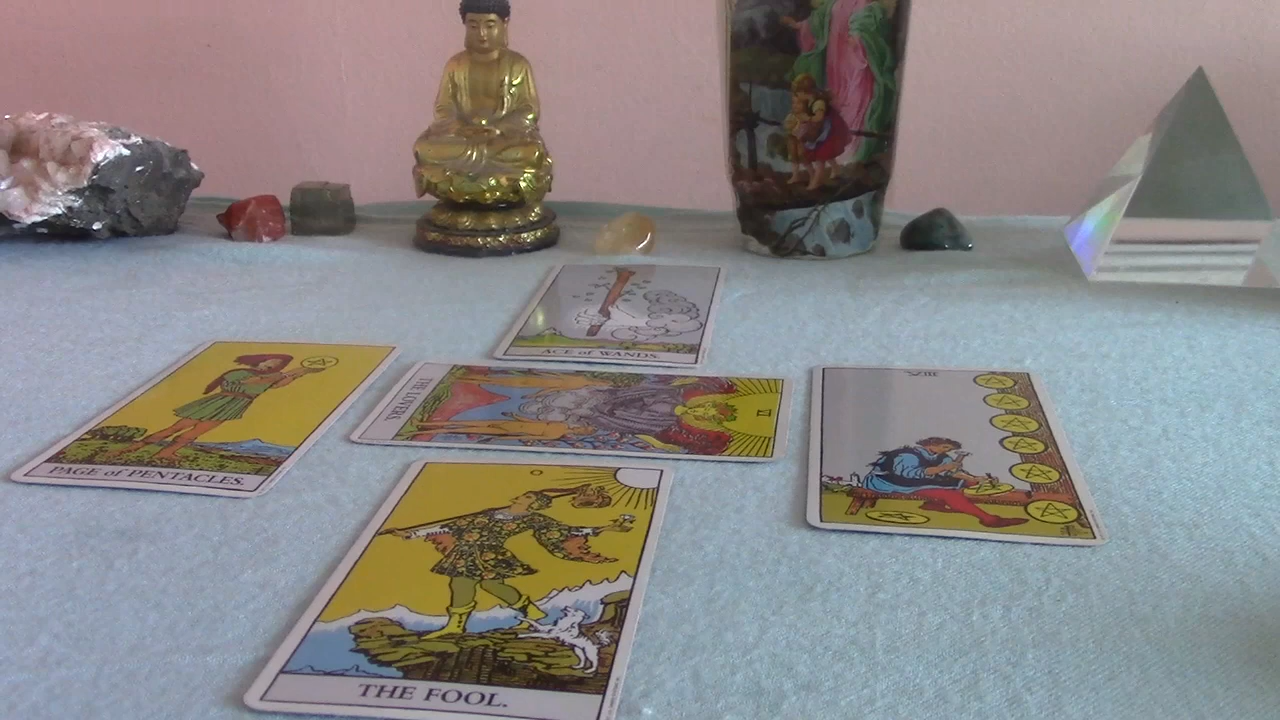 ACE of WANDS.
PAGE of PENTACLES.
THE LOVERS
VI
VIII
THE FOOL.